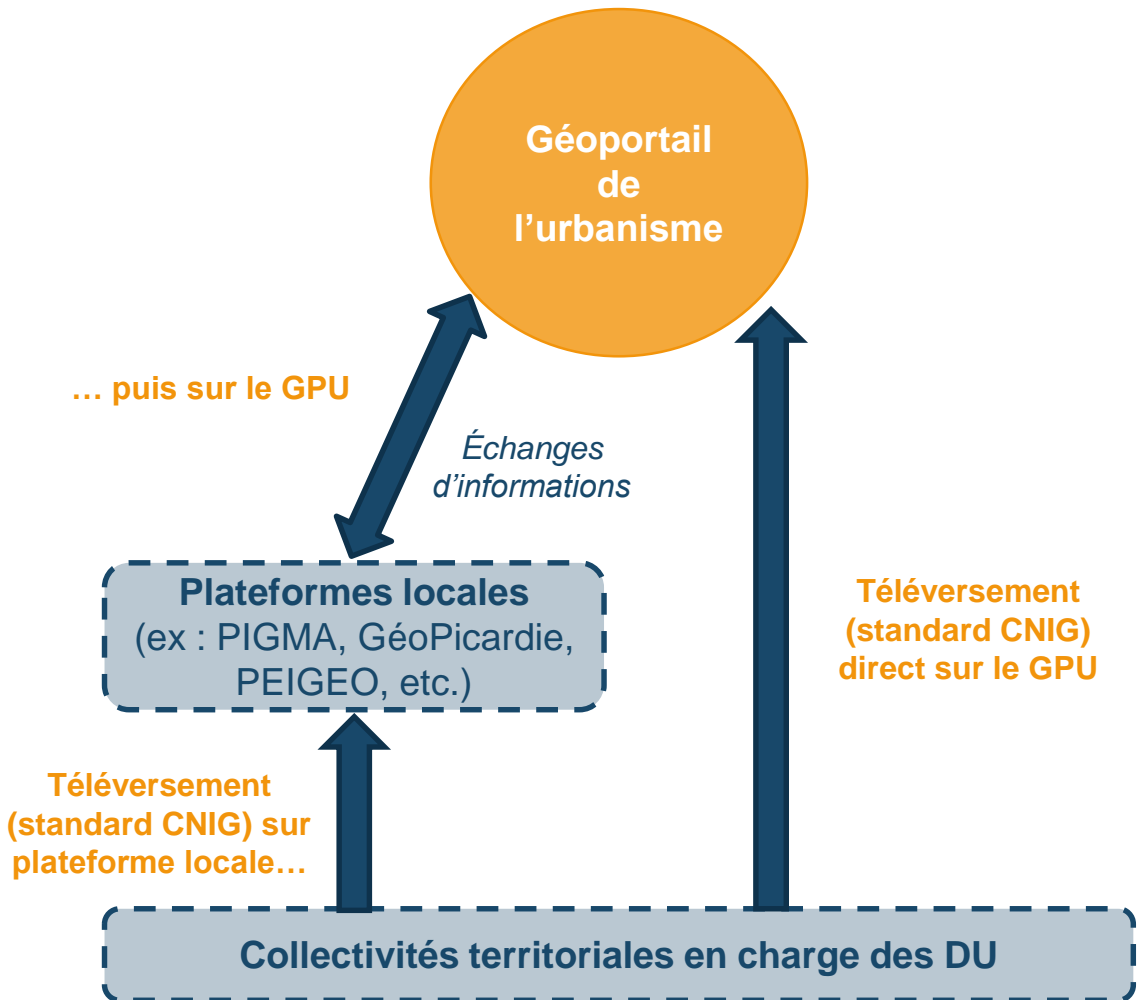 Géoportail
de
l’urbanisme
… puis sur le GPU
Échanges
d’informations
Plateformes locales
(ex : PIGMA, GéoPicardie,
PEIGEO, etc.)
Téléversement
(standard CNIG)
direct sur le GPU
Téléversement
(standard CNIG) sur
plateforme locale…
Collectivités territoriales en charge des DU